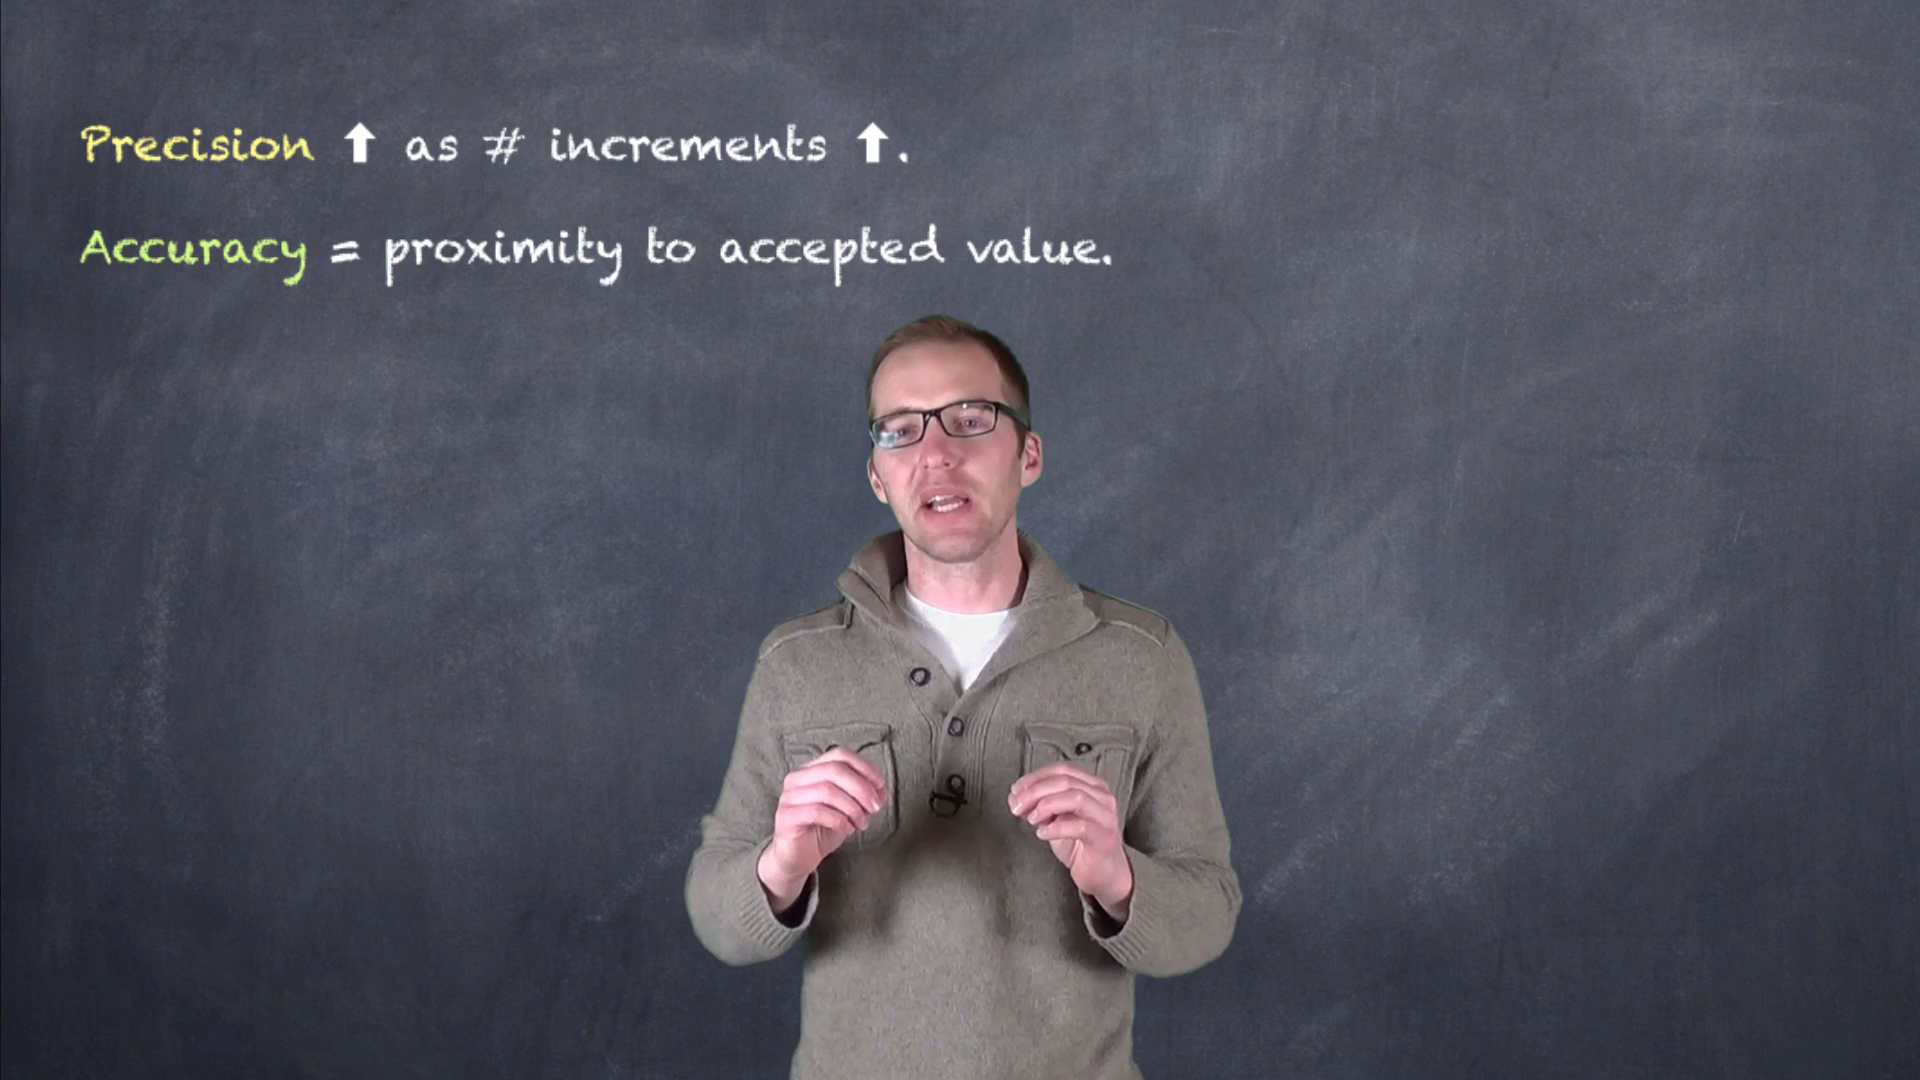 Precision ⬆ as # increments ⬆.
Accuracy = proximity to accepted value.